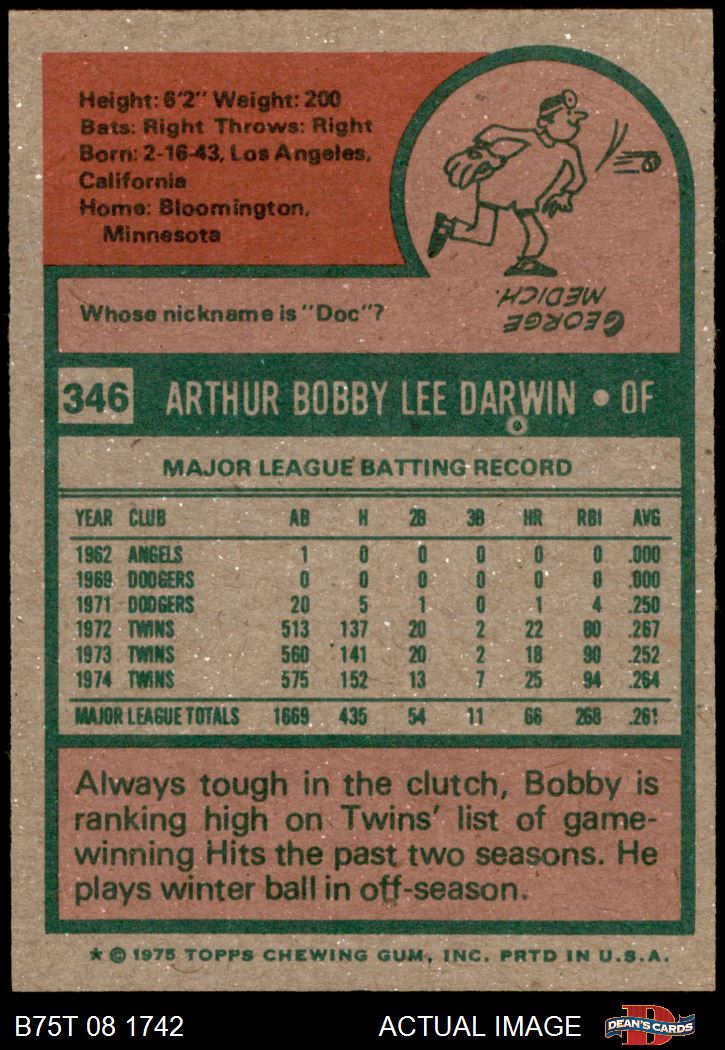 Height: 6'2" Weight: 200
Bats: Right Throws: Right
Born: 2-16-43, Los Angeles,
California
Home: Bloomington,
Minnesota
GEORGE
MEDICH.
Whose nickname is "Doc"?
346 ARTHUR BOBBY LEE DARWIN • OF
MAJOR LEAGUE BATTING RECORD
YEAR CLUB AB H 2B 3B HR RBI AVG
1962 ANGELS 1 0 0 0 0 0 .000
1969 DODGERS 0 0 0 0 0 0 .000
1971 DODGERS 20 5 1 0 1 4 .250
1972 TWINS 513 137 20 2 22 80 .267
1973 TWINS 560 141 20 2 18 90 .252
1974 TWINS 575 152 13 7 25 94 .264
MAJOR LEAGUE TOTALS 1669 435 54 11 66 268 .261
Always tough in the clutch, Bobby is
ranking high on Twins' list of game-
winning Hits the past two seasons. He
plays winter ball in off-season.
* © 1975 TOPPS CHEWING GUM, INC. PRTD IN U.S.A.
B75T 08 1742 ACTUAL IMAGE DEAN'S CARDS